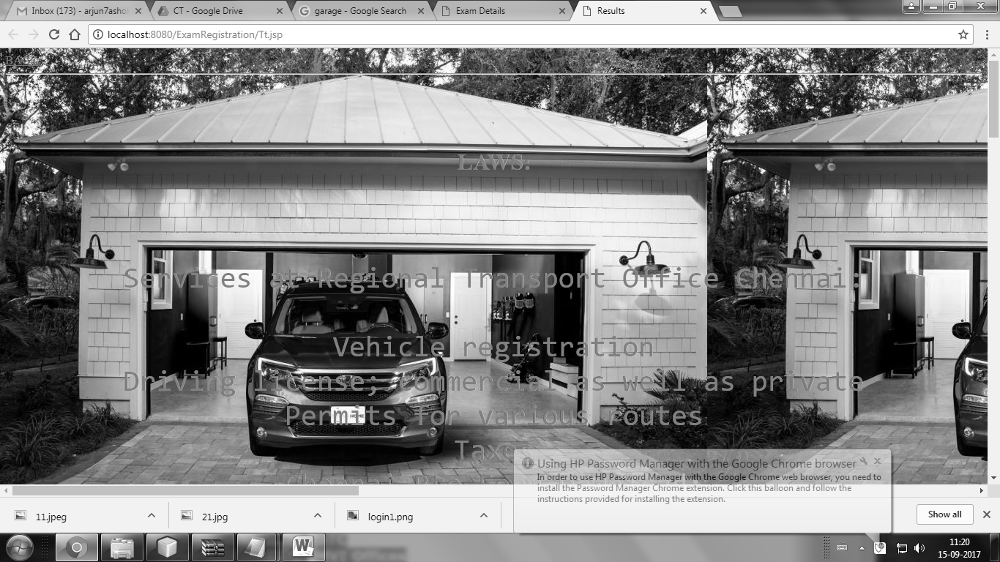 Inbox (173) - arjun7asho
CT - Google Drive
garage - Google Search
Exam Details
Results
localhost:8080/ExamRegistration/Tt.jsp
LAWS:
Services at Regional Transport Office Chennai:
Vehicle registration
Driving license; commercial as well as private
Permits for various routes
HOME
Using HP Password Manager with the Google Chrome browser
In order to use HP Password Manager with the Google Chrome web browser, you need to
install the Password Manager Chrome extension. Click this balloon and follow the
instructions provided for installing the extension.
11.jpeg
21.jpg
login1.png
Show all
11:20
15-09-2017